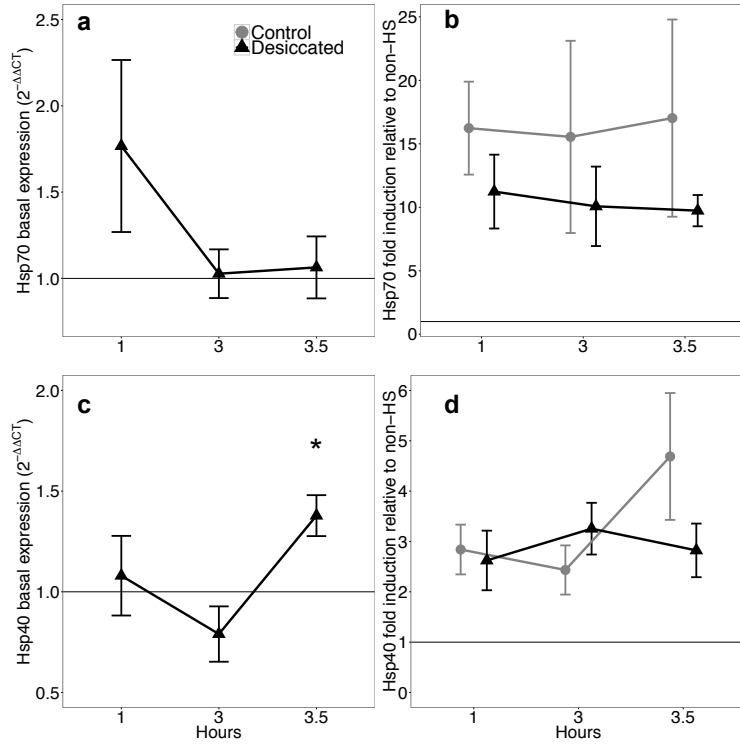 a
Control
Desiccated
Hsp70 basal expression (2−ΔΔCT)
2.5
2.0
1.5
1.0
1
3
3.5
b
Hsp70 fold induction relative to non−HS
25
20
15
10
5
0
1
3
3.5
c
Hsp40 basal expression (2−ΔΔCT)
2.0
1.5
1.0
0.5
*
1
3
3.5
Hours
d
Hsp40 fold induction relative to non−HS
6
5
4
3
2
1
0
1
3
3.5
Hours